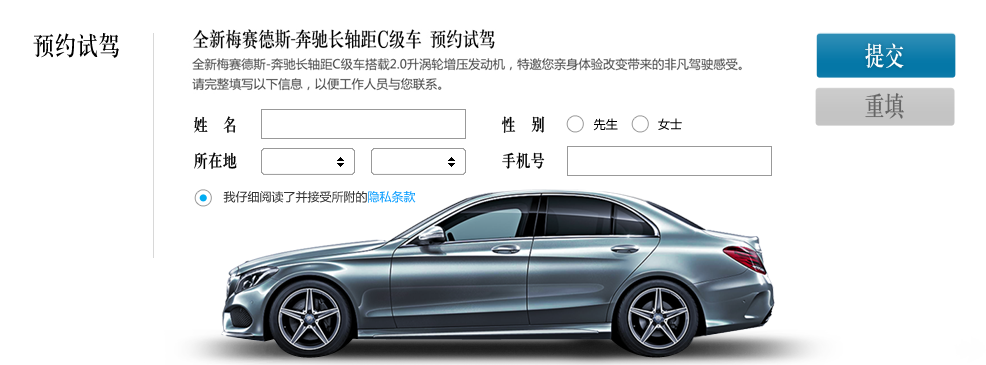 预约试驾
全新梅赛德斯-奔驰长轴距C级车 预约试驾
全新梅赛德斯-奔驰长轴距C级车搭载2.0升涡轮增压发动机，特邀您亲身体验改变带来的非凡驾驶感受。
请完整填写以下信息，以便工作人员与您联系。
姓 名
性 别 先生 女士
所在地
手机号
我仔细阅读了并接受所附的隐私条款
提交
重填